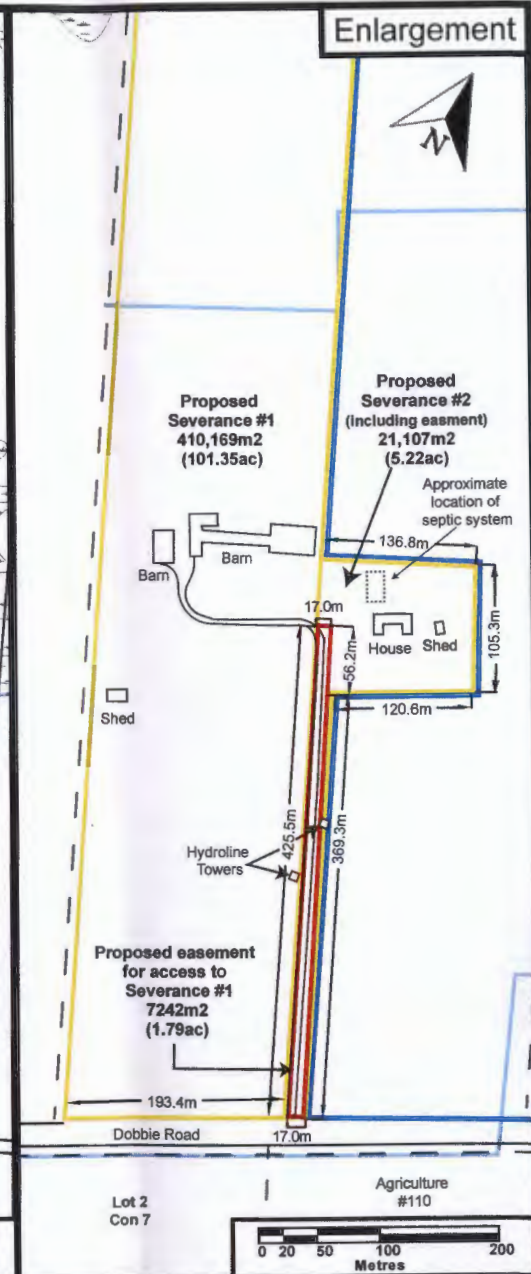 Enlargement
N
Proposed
Severance #1
410,169m2
(101.35ac)
Proposed
Severance #2
(including easment)
21,107m2
(5.22ac)
Approximate
location of
septic system
136.8m
Barn
Barn
17.0m
House
Shed
105.3m
56.2m
120.6m
Shed
425.5m
369.3m
Hydroline
Towers
Proposed easement
for access to
Severance #1
7242m2
(1.79ac)
193.4m
Dobbie Road
17.0m
Lot 2
Con 7
Agriculture
#110
0 20 50 100 200
Metres